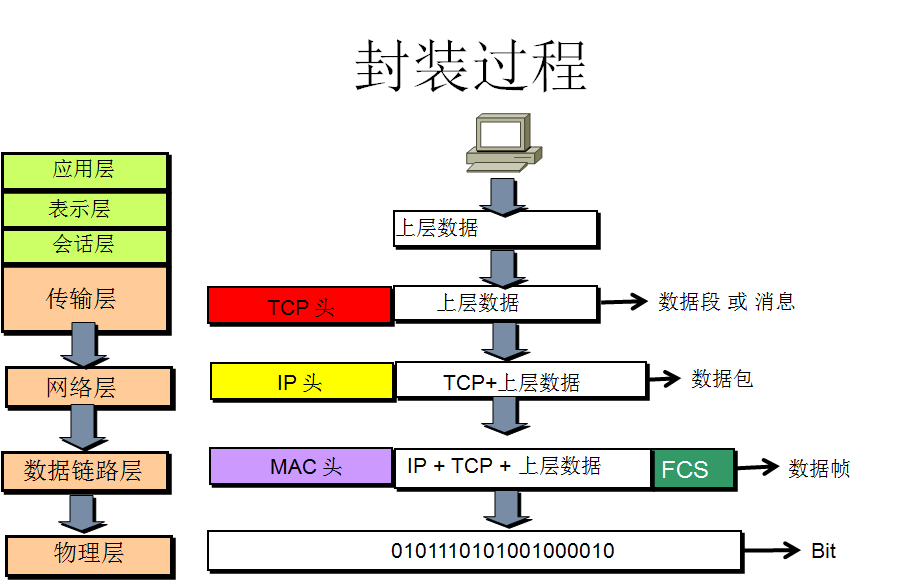 封装过程
应用层
表示层
会话层
传输层
网络层
数据链路层
物理层
上层数据
TCP 头 上层数据 数据段 或 消息
IP 头 TCP+上层数据 数据包
MAC 头 IP + TCP + 上层数据 FCS 数据帧
0101110101001000010 Bit